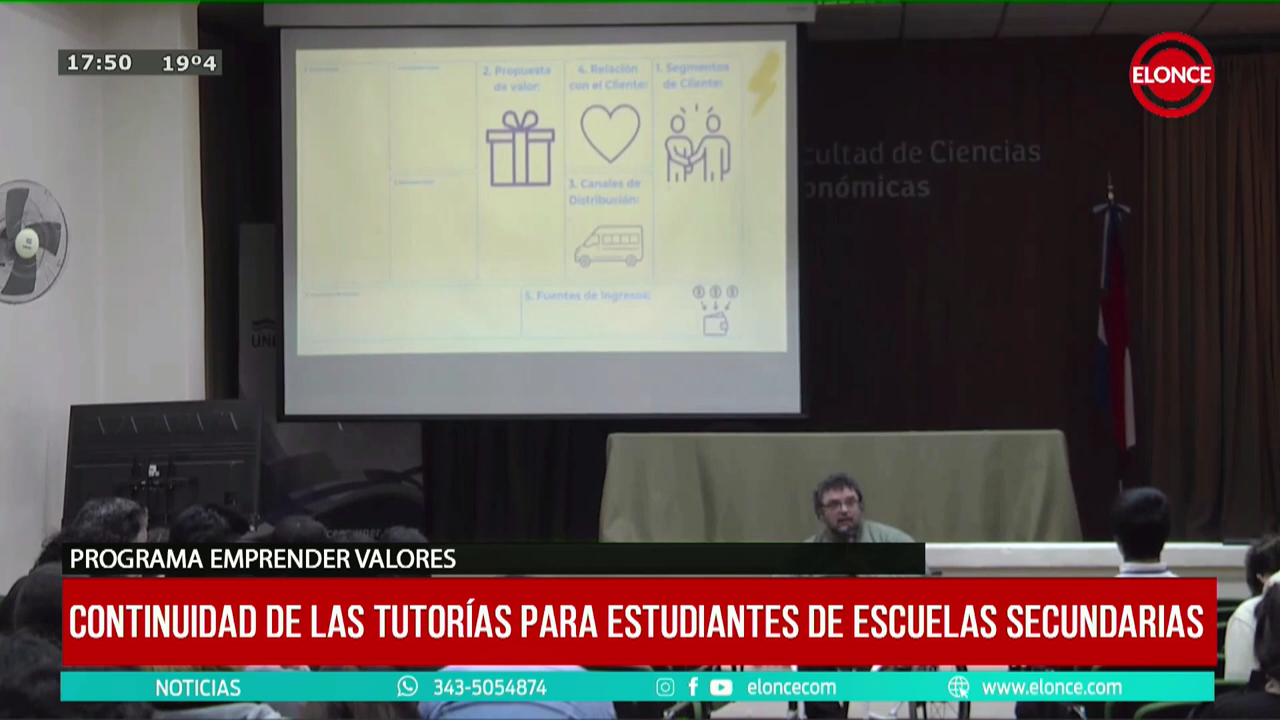 17:50 19º4
ELONCE
2. Propuesta
de valor:
4. Relación
con el Cliente:
1. Segmentos
de Cliente:
3. Canales de
Distribución:
5. Fuentes de Ingresos:
cultad de Ciencias
onómicas
PROGRAMA EMPRENDER VALORES
CONTINUIDAD DE LAS TUTORÍAS PARA ESTUDIANTES DE ESCUELAS SECUNDARIAS
NOTICIAS 343-5054874 eloncecom www.elonce.com